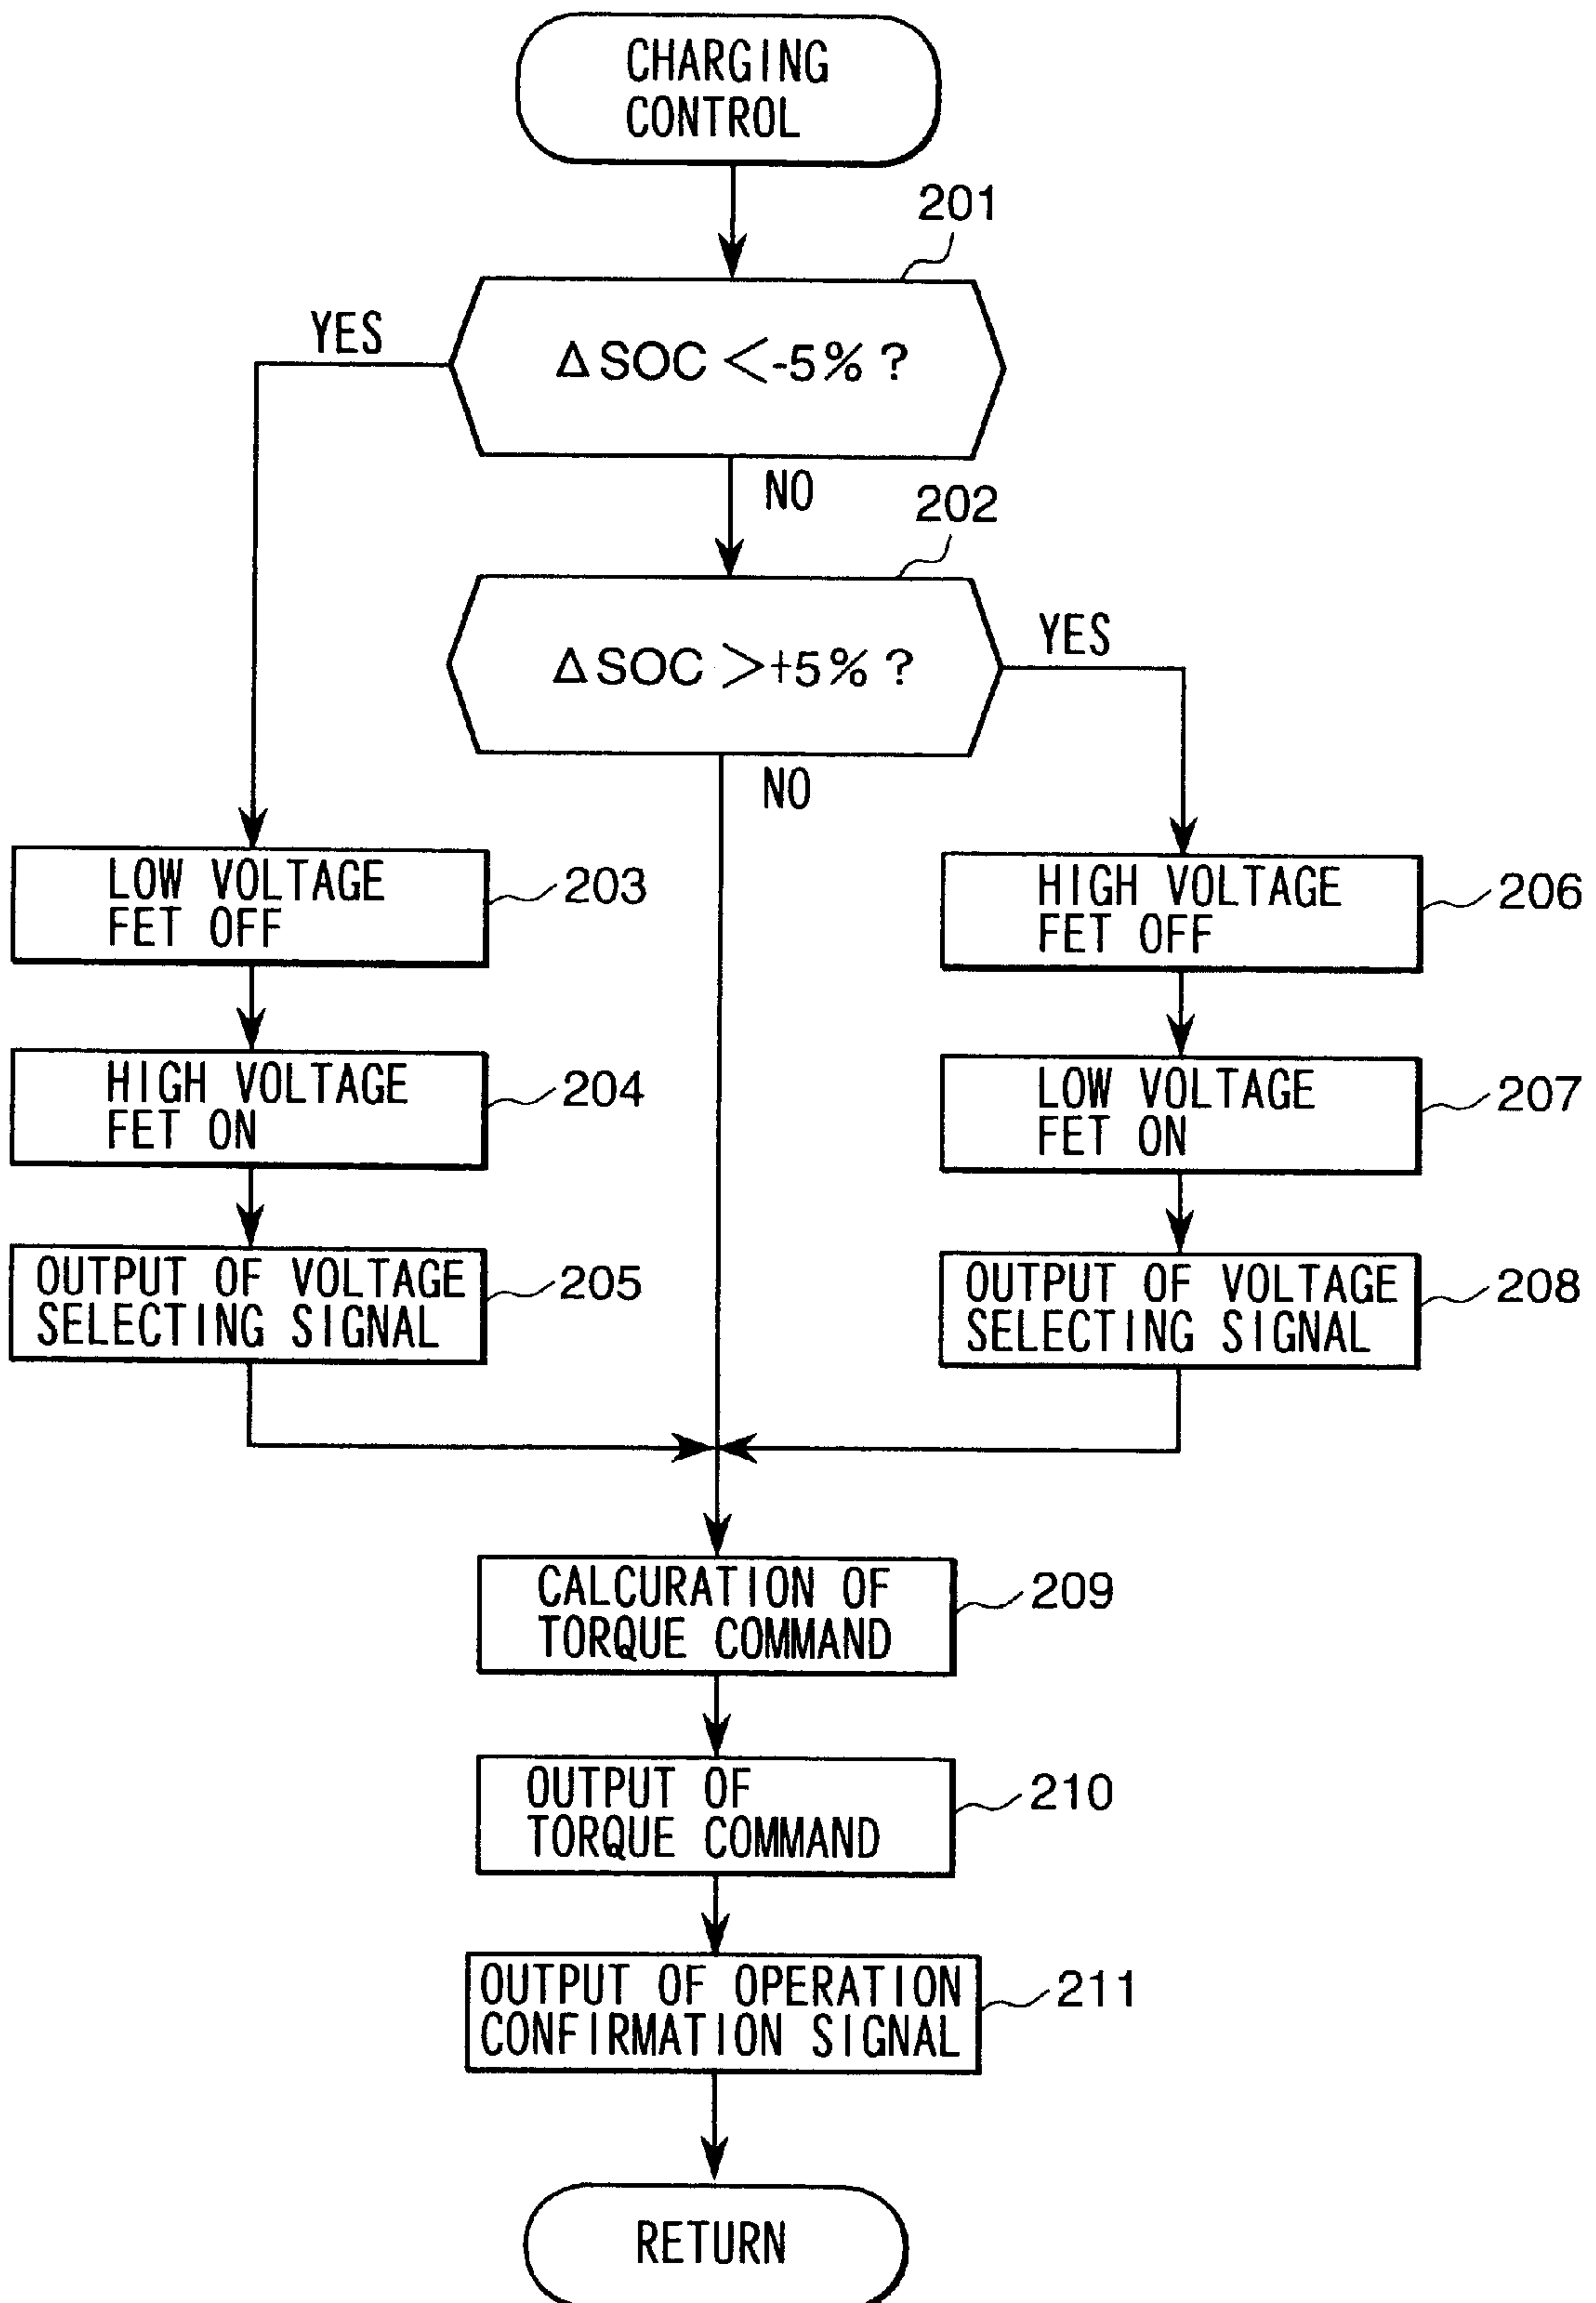 CHARGING
CONTROL
201
YES
ΔSOC <-5% ?
NO
202
YES
ΔSOC >+5% ?
NO
LOW VOLTAGE
FET OFF
203
HIGH VOLTAGE
FET OFF
206
HIGH VOLTAGE
FET ON
204
LOW VOLTAGE
FET ON
207
OUTPUT OF VOLTAGE
SELECTING SIGNAL
205
OUTPUT OF VOLTAGE
SELECTING SIGNAL
208
CALCURATION OF
TORQUE COMMAND
209
OUTPUT OF
TORQUE COMMAND
210
OUTPUT OF OPERATION
CONFIRMATION SIGNAL
211
RETURN